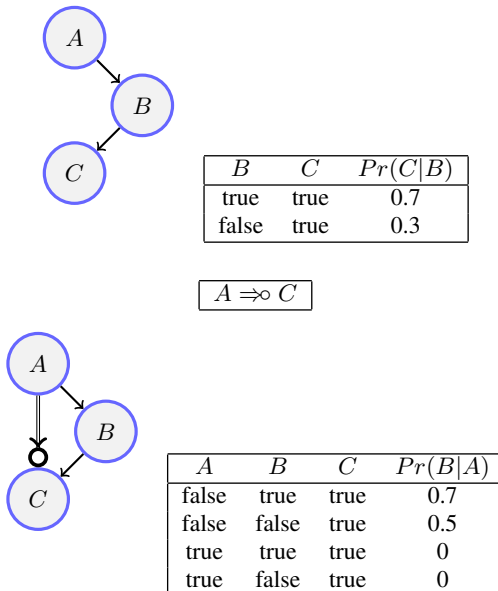 A
B
C
B C Pr(C|B)
true true 0.7
false true 0.3
A ⇒○ C
A
B
C
A B C Pr(B|A)
false true true 0.7
false false true 0.5
true true true 0
true false true 0